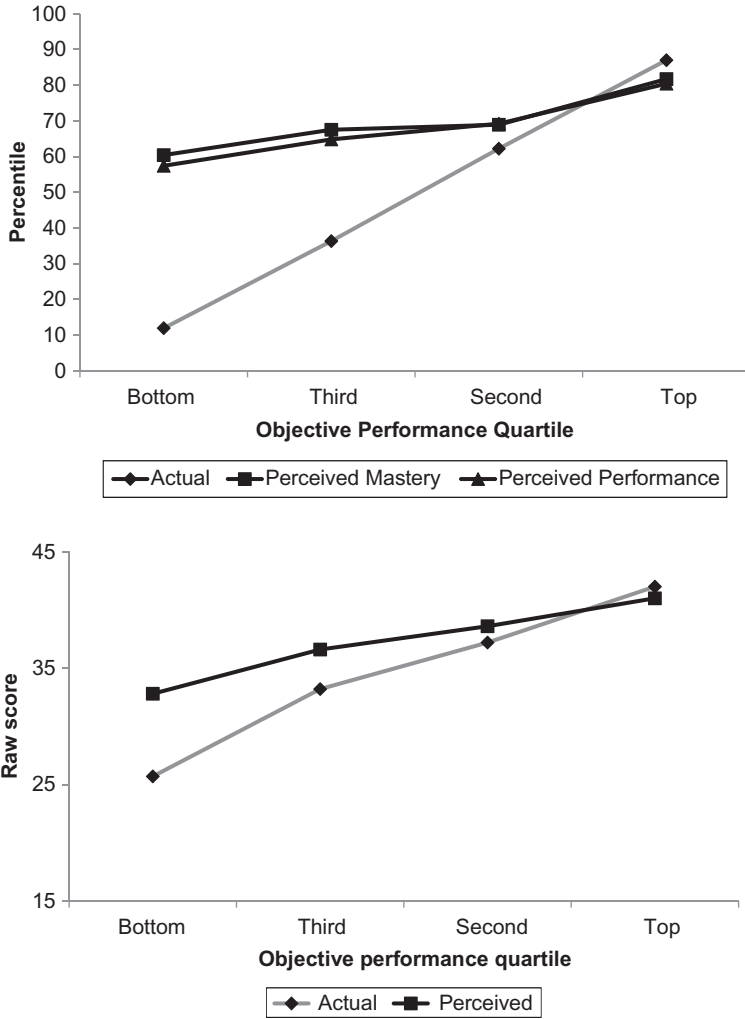 100
90
80
70
60
50
40
30
20
10
0
Percentile
Bottom Third Second Top
Objective Performance Quartile
Actual Perceived Mastery Perceived Performance
45
35
25
15
Raw score
Bottom Third Second Top
Objective performance quartile
Actual Perceived